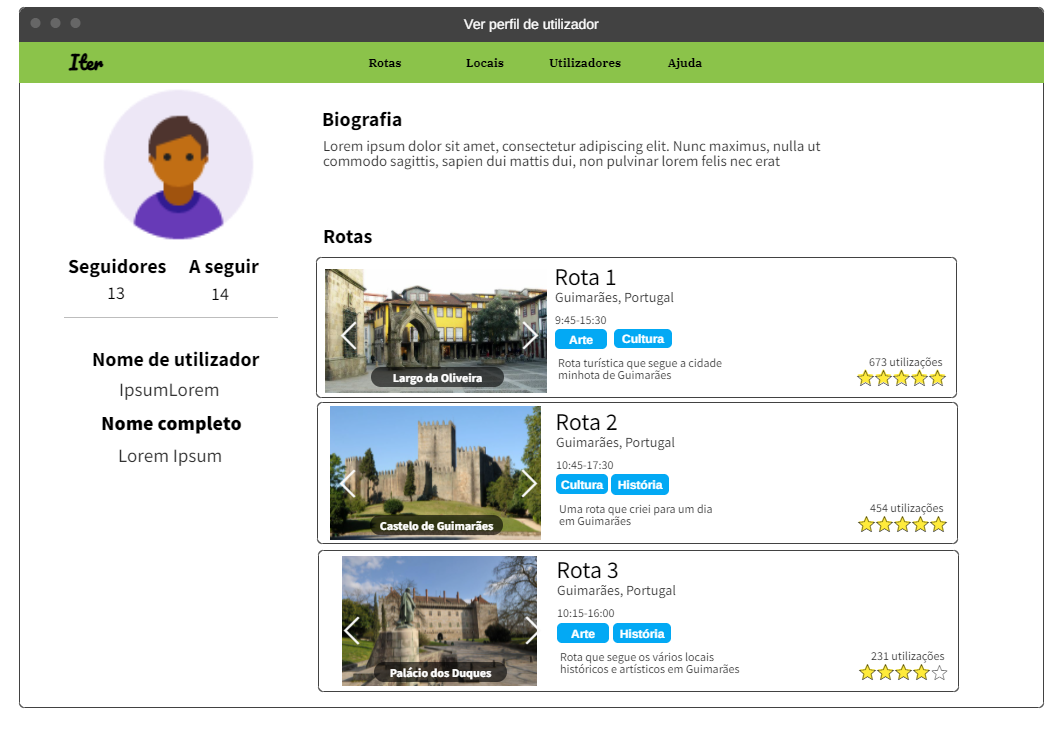 Ver perfil de utilizador
Iter
Rotas
Locais
Utilizadores
Ajuda
Seguidores
A seguir
13
14
Nome de utilizador
IpsumLorem
Nome completo
Lorem Ipsum
Biografia
Lorem ipsum dolor sit amet, consectetur adipiscing elit. Nunc maximus, nulla ut
commodo sagittis, sapien dui mattis dui, non pulvinar lorem felis nec erat
Rotas
Largo da Oliveira
Rota 1
Guimarães, Portugal
9:45-15:30
Arte
Cultura
Rota turística que segue a cidade
minhota de Guimarães
673 utilizações
Castelo de Guimarães
Rota 2
Guimarães, Portugal
10:45-17:30
Cultura
História
Uma rota que criei para um dia
em Guimarães
454 utilizações
Palácio dos Duques
Rota 3
Guimarães, Portugal
10:15-16:00
Arte
História
Rota que segue os vários locais
históricos e artísticos em Guimarães
231 utilizações